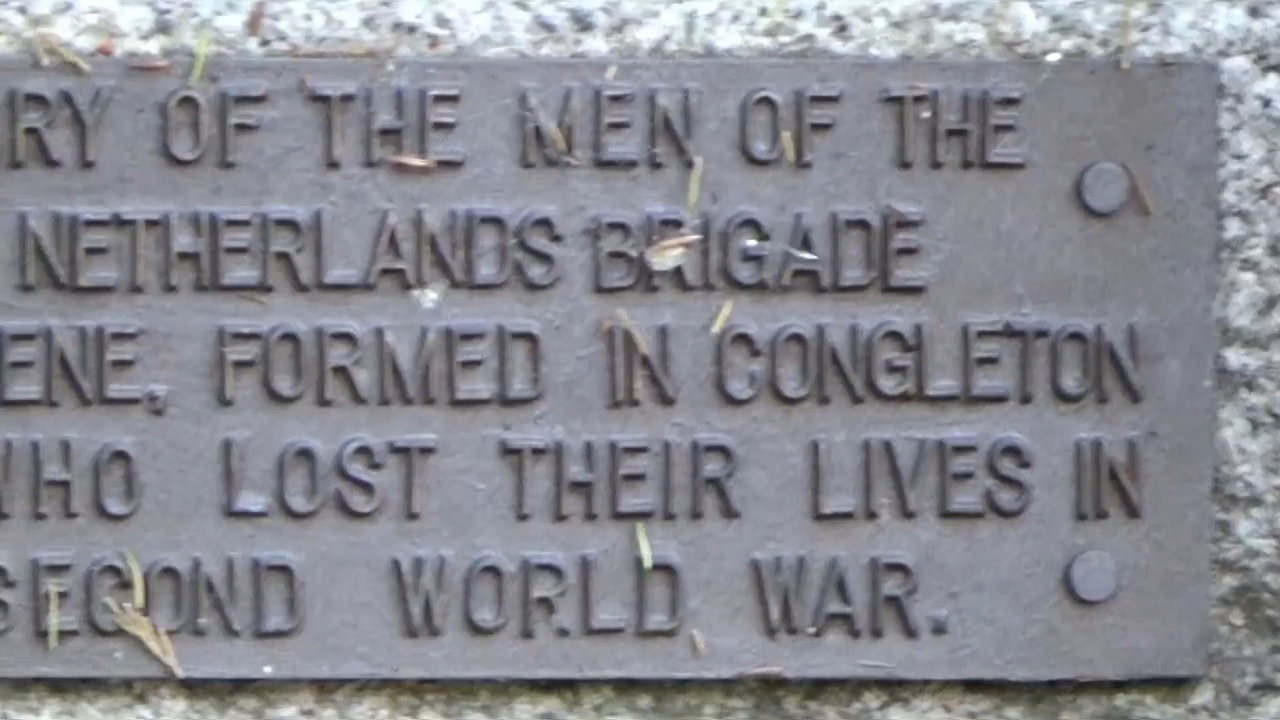 RY OF THE MEN OF THE
NETHERLANDS BRIGADE
ENE, FORMED IN CONGLETON
WHO LOST THEIR LIVES IN
SECOND WORLD WAR.